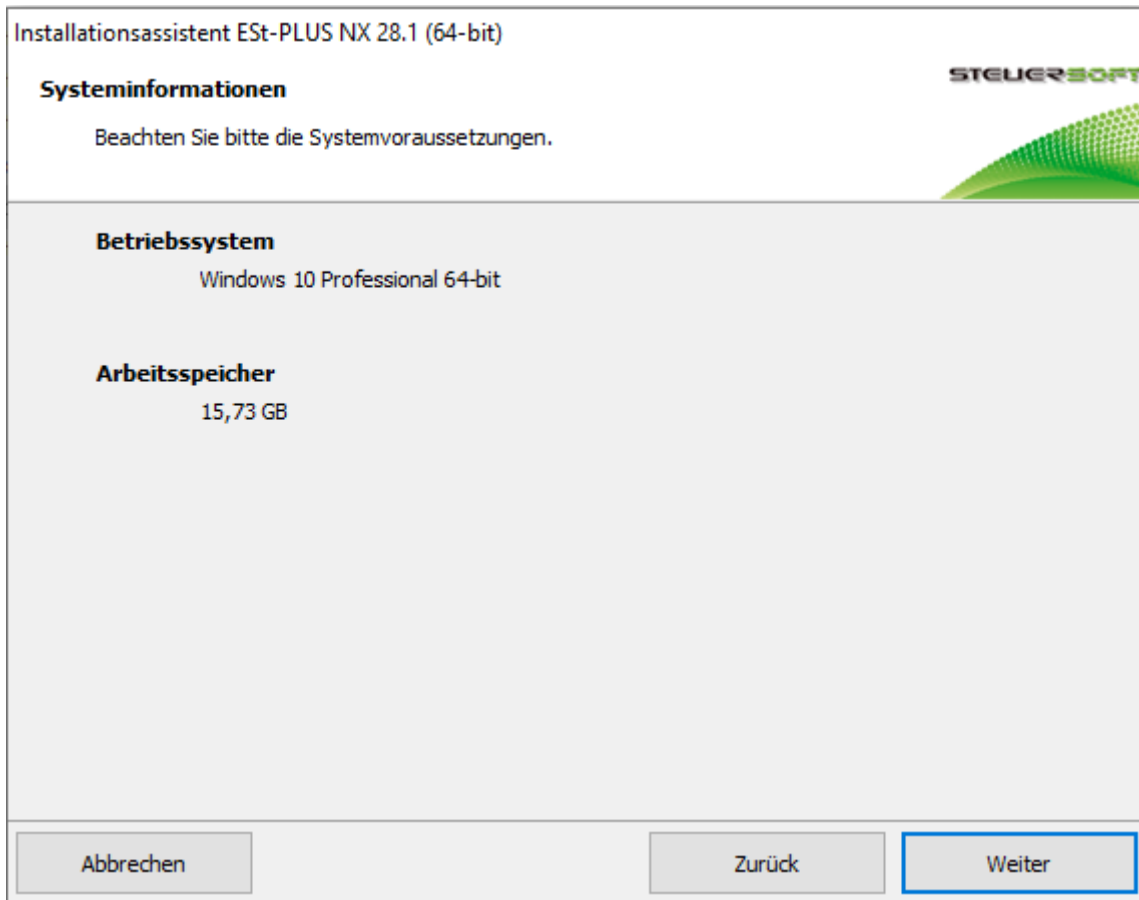 Installationsassistent ESt-PLUS NX 28.1 (64-bit)
STEUERSOFT
Systeminformationen
Beachten Sie bitte die Systemvoraussetzungen.
Betriebssystem
Windows 10 Professional 64-bit
Arbeitsspeicher
15,73 GB
Abbrechen
Zurück
Weiter